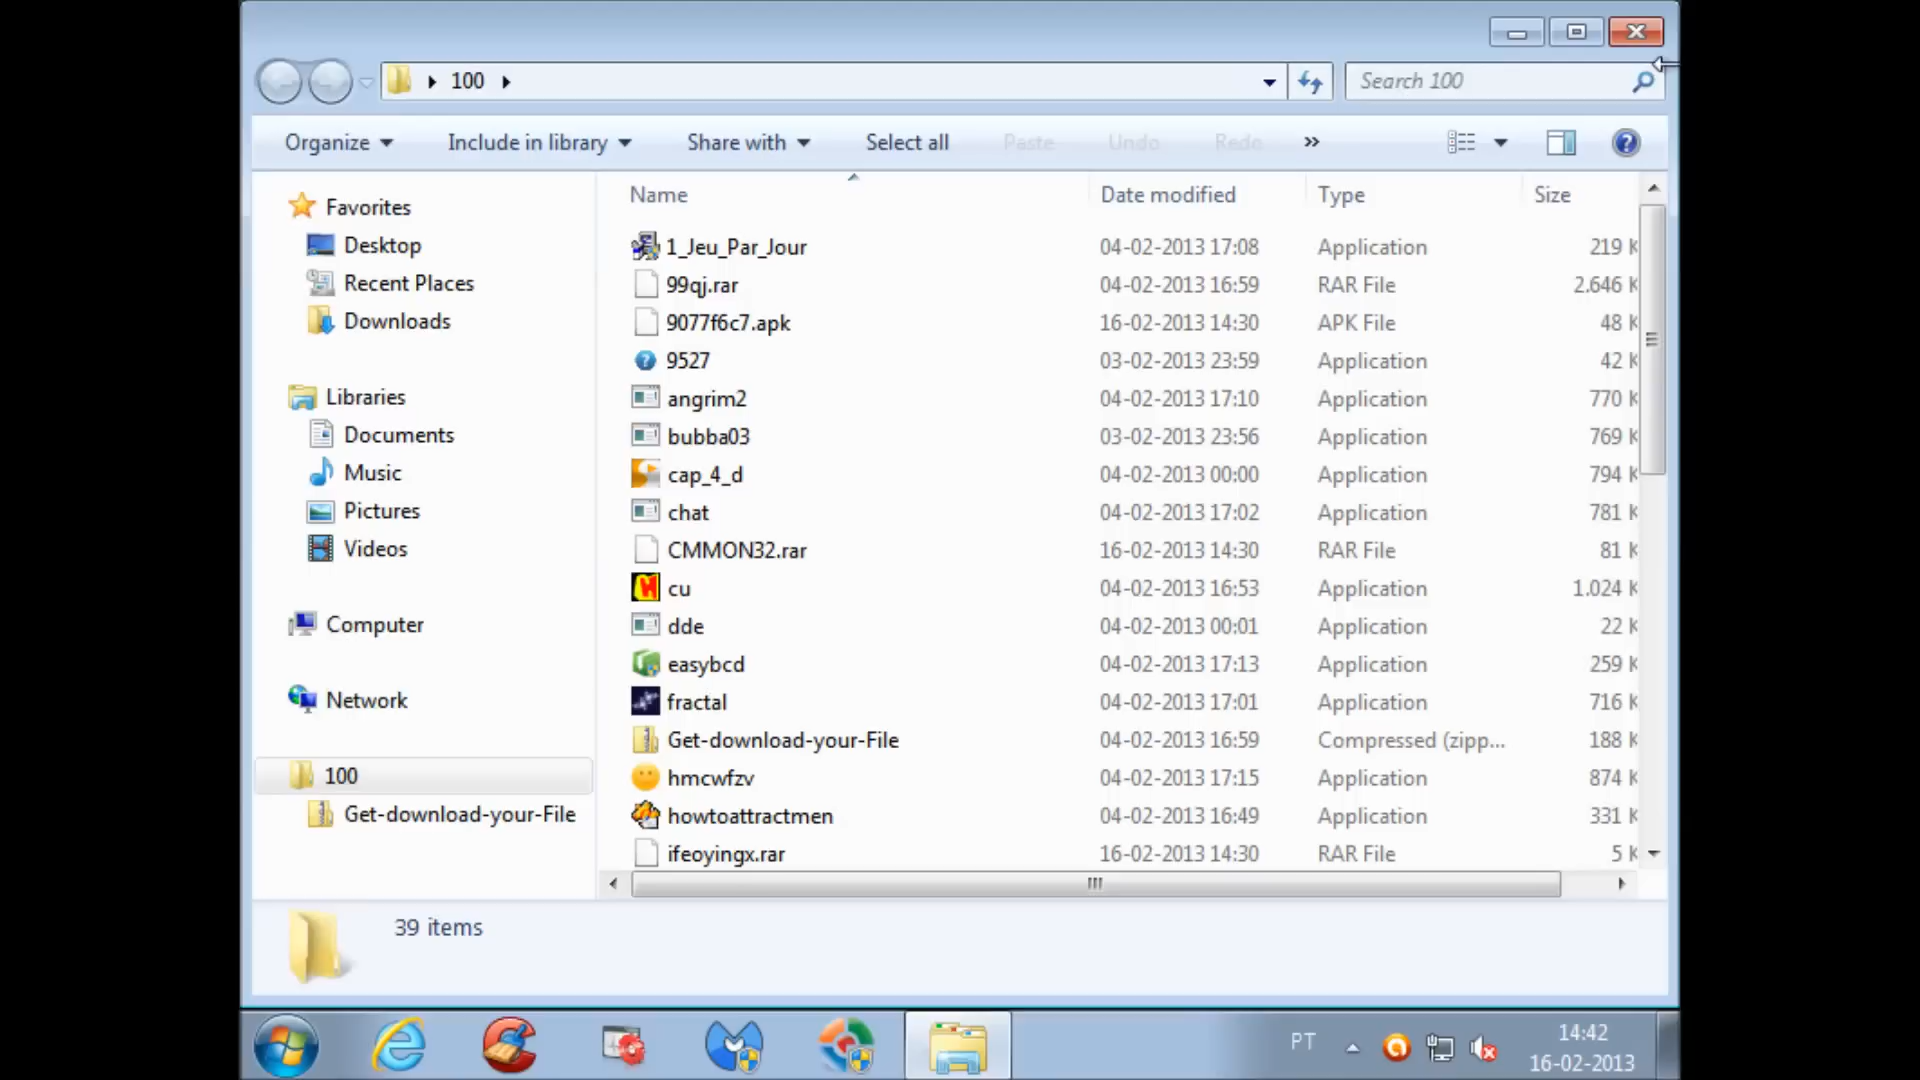 100
Search 100
Organize
Include in library
Share with
Select all
Paste
Undo
Redo
»
Name
Date modified
Type
Size
Favorites
Desktop
Recent Places
Downloads
Libraries
Documents
Music
Pictures
Videos
Computer
Network
100
Get-download-your-File
1_Jeu_Par_Jour 04-02-2013 17:08 Application 219 K
99qj.rar 04-02-2013 16:59 RAR File 2.646 K
9077f6c7.apk 16-02-2013 14:30 APK File 48 K
9527 03-02-2013 23:59 Application 42 K
angrim2 04-02-2013 17:10 Application 770 K
bubba03 03-02-2013 23:56 Application 769 K
cap_4_d 04-02-2013 00:00 Application 794 K
chat 04-02-2013 17:02 Application 781 K
CMMON32.rar 16-02-2013 14:30 RAR File 81 K
cu 04-02-2013 16:53 Application 1.024 K
dde 04-02-2013 00:01 Application 22 K
easybcd 04-02-2013 17:13 Application 259 K
fractal 04-02-2013 17:01 Application 716 K
Get-download-your-File 04-02-2013 16:59 Compressed (zipp... 188 K
hmcwfzv 04-02-2013 17:15 Application 874 K
howtoattractmen 04-02-2013 16:49 Application 331 K
ifeoyingx.rar 16-02-2013 14:30 RAR File 5 K
39 items
PT
14:42
16-02-2013